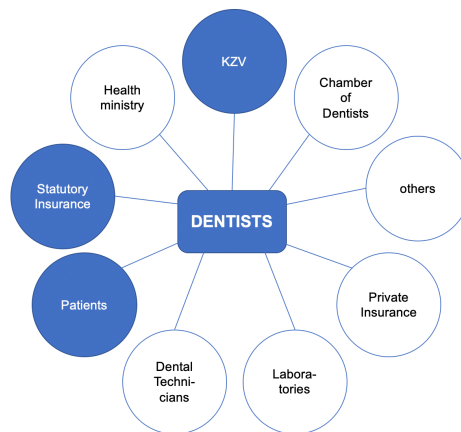 KZV
Health
ministry
Chamber
of
Dentists
Statutory
Insurance
others
DENTISTS
Patients
Private
Insurance
Dental
Techni-
cians
Labora-
tories